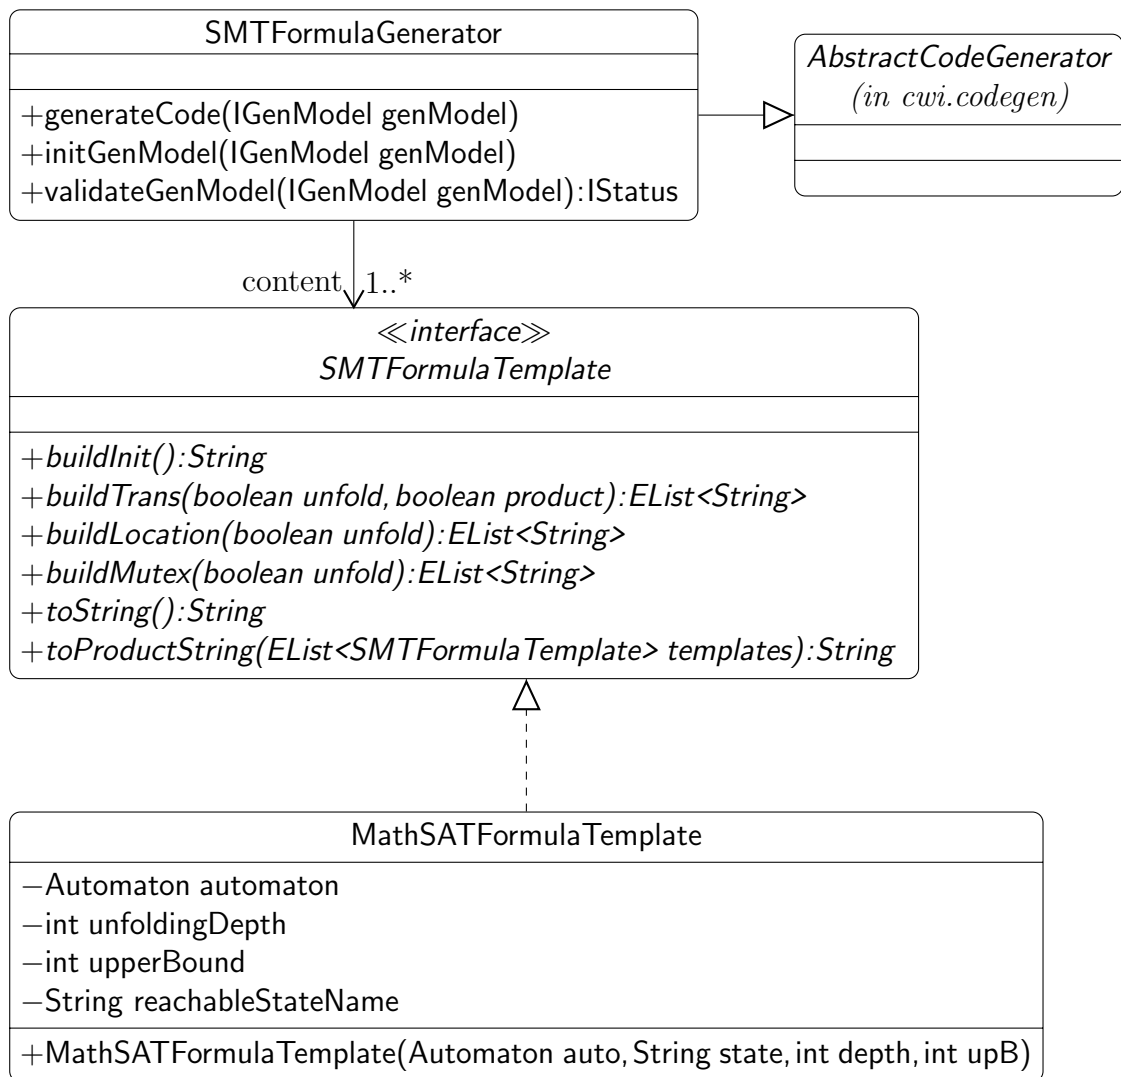 SMTFormulaGenerator
+generateCode(IGenModel genModel)
+initGenModel(IGenModel genModel)
+validateGenModel(IGenModel genModel):IStatus
AbstractCodeGenerator
(in cwi.codegen)
content 1..*
≪interface≫
SMTFormulaTemplate
+buildInit():String
+buildTrans(boolean unfold, boolean product):EList<String>
+buildLocation(boolean unfold):EList<String>
+buildMutex(boolean unfold):EList<String>
+toString():String
+toProductString(EList<SMTFormulaTemplate> templates):String
MathSATFormulaTemplate
−Automaton automaton
−int unfoldingDepth
−int upperBound
−String reachableStateName
+MathSATFormulaTemplate(Automaton auto, String state, int depth, int upB)